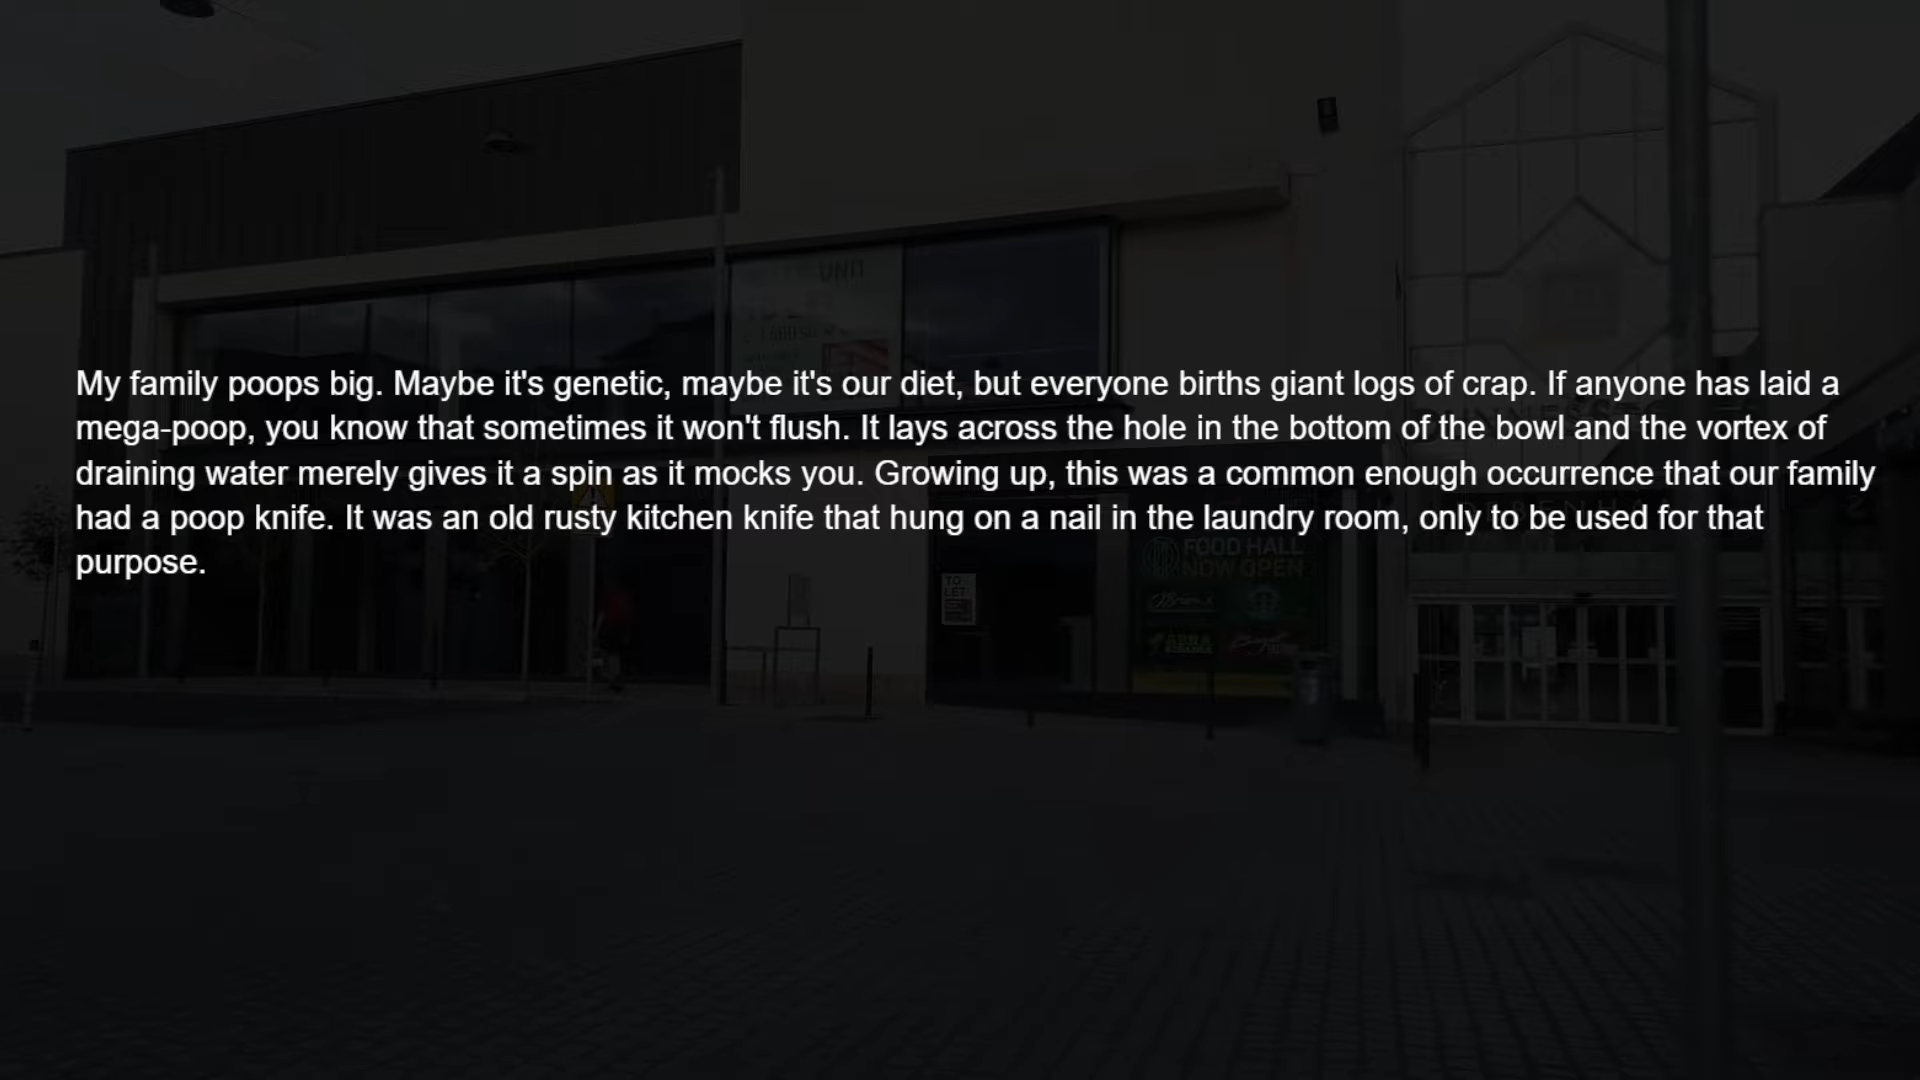 UNIT
My family poops big. Maybe it's genetic, maybe it's our diet, but everyone births giant logs of crap. If anyone has laid a
mega-poop, you know that sometimes it won't flush. It lays across the hole in the bottom of the bowl and the vortex of
draining water merely gives it a spin as it mocks you. Growing up, this was a common enough occurrence that our family
had a poop knife. It was an old rusty kitchen knife that hung on a nail in the laundry room, only to be used for that
purpose.
FOOD HALL
NOW OPEN
TO
LET
O'Brien's